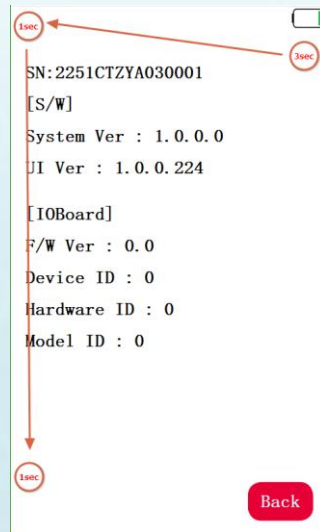 1sec
3sec
SN:2251CTZYA030001
[S/W]
System Ver : 1.0.0.0
UI Ver : 1.0.0.224
[IOBoard]
F/W Ver : 0.0
Device ID : 0
Hardware ID : 0
Model ID : 0
1sec
Back